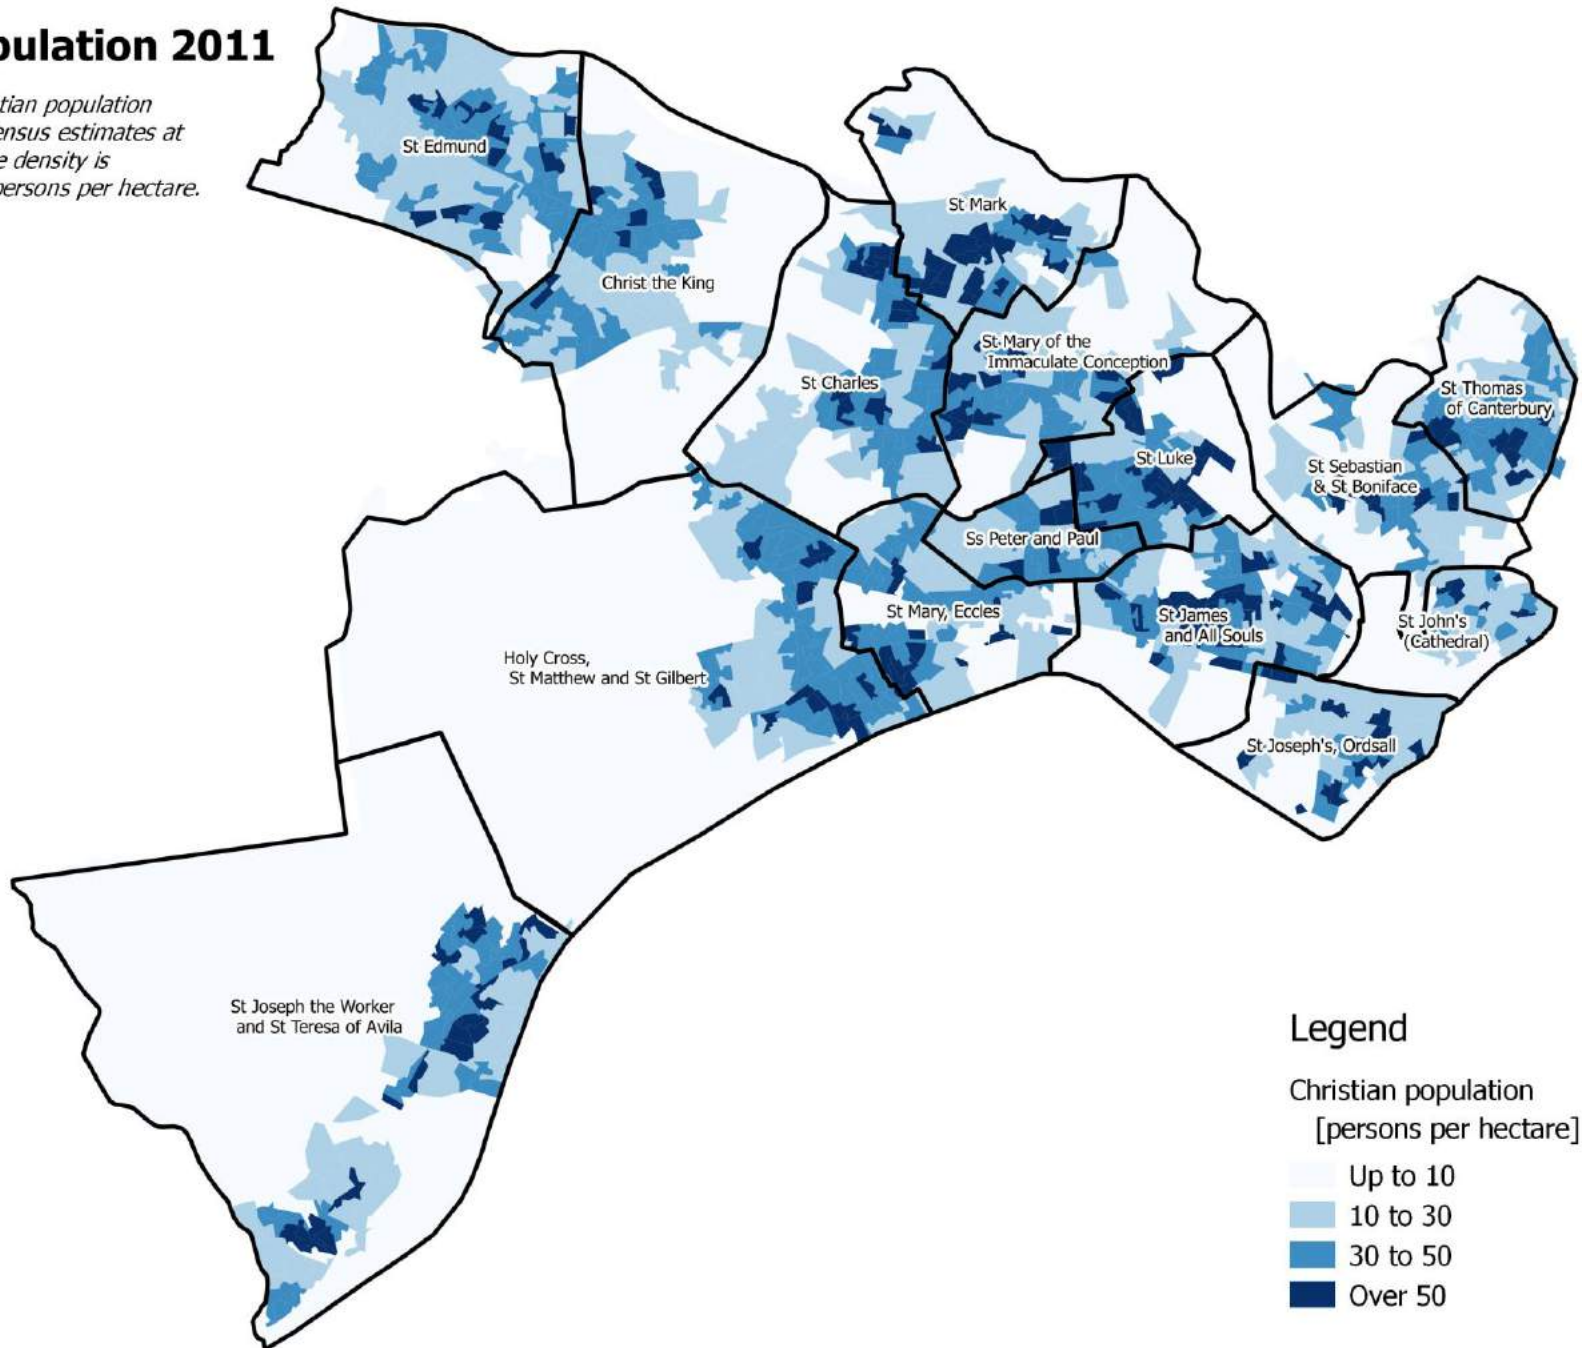 pulation 2011
tian population
ensus estimates at
e density is
persons per hectare.
St Edmund
St Mark
Christ the King
St Mary of the
Immaculate Conception
St Charles
St Thomas
of Canterbury
St Luke
St Sebastian
& St Boniface
Ss Peter and Paul
St Mary, Eccles
St James
and All Souls
St John's
(Cathedral)
Holy Cross,
St Matthew and St Gilbert
St Joseph's, Ordsall
St Joseph the Worker
and St Teresa of Avila
Legend
Christian population
[persons per hectare]
Up to 10
10 to 30
30 to 50
Over 50